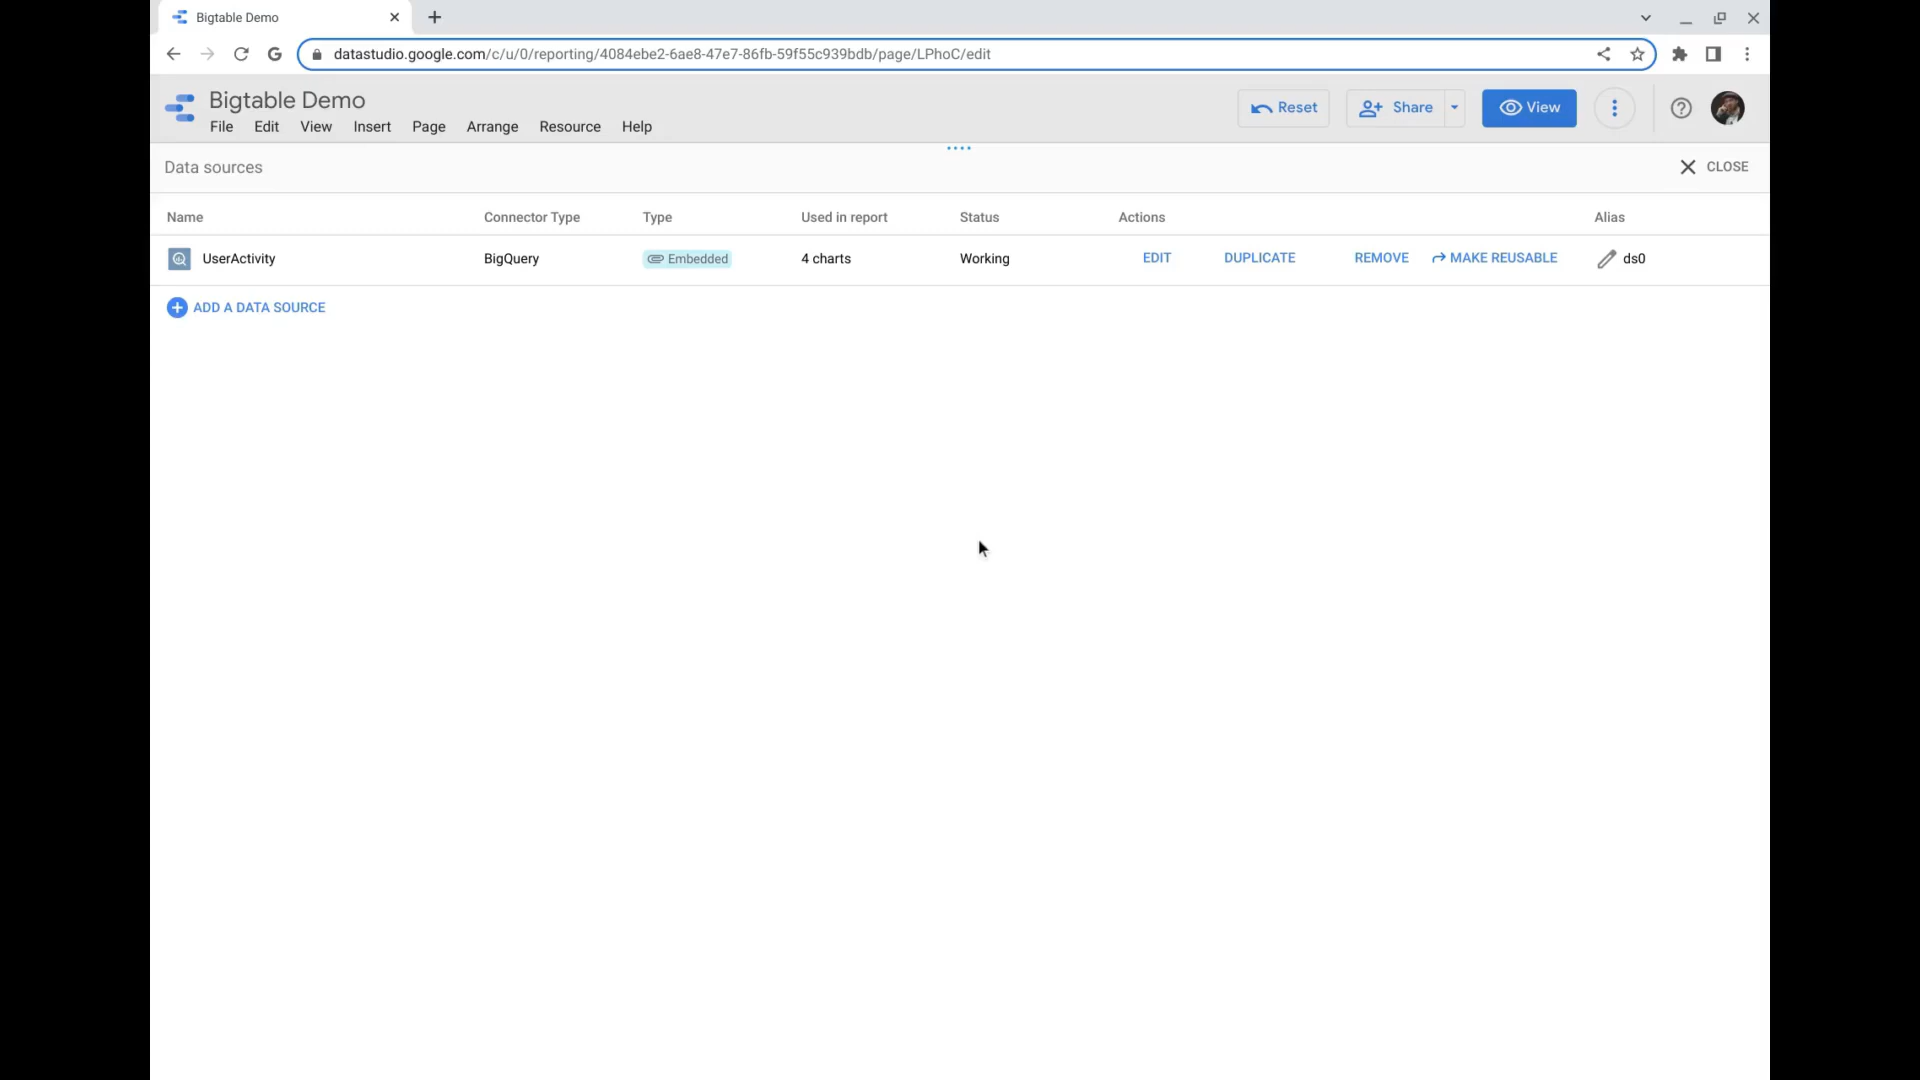 Bigtable Demo
datastudio.google.com/c/u/0/reporting/4084ebe2-6ae8-47e7-86fb-59f55c939bdb/page/LPhoC/edit
Bigtable Demo
File Edit View Insert Page Arrange Resource Help
Reset Share View
Data sources
CLOSE
Name Connector Type Type Used in report Status Actions Alias
UserActivity BigQuery Embedded 4 charts Working EDIT DUPLICATE REMOVE MAKE REUSABLE ds0
ADD A DATA SOURCE